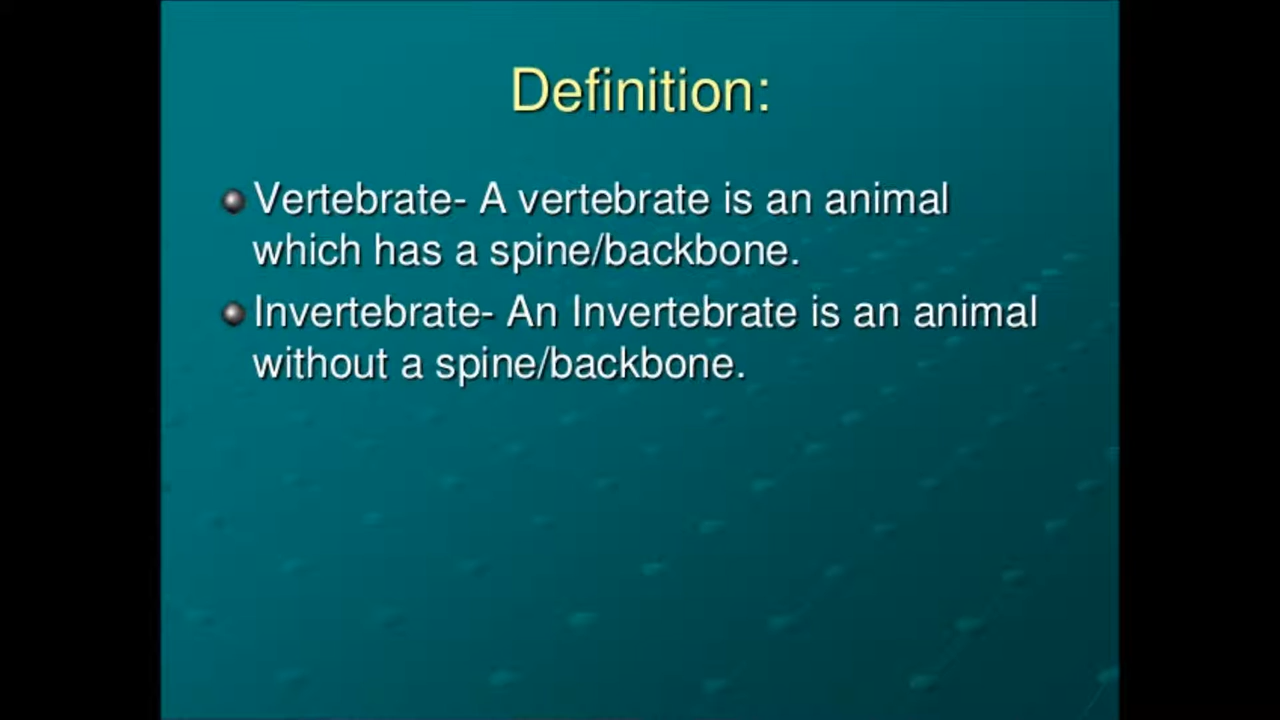 Definition:
Vertebrate- A vertebrate is an animal
which has a spine/backbone.
Invertebrate- An Invertebrate is an animal
without a spine/backbone.